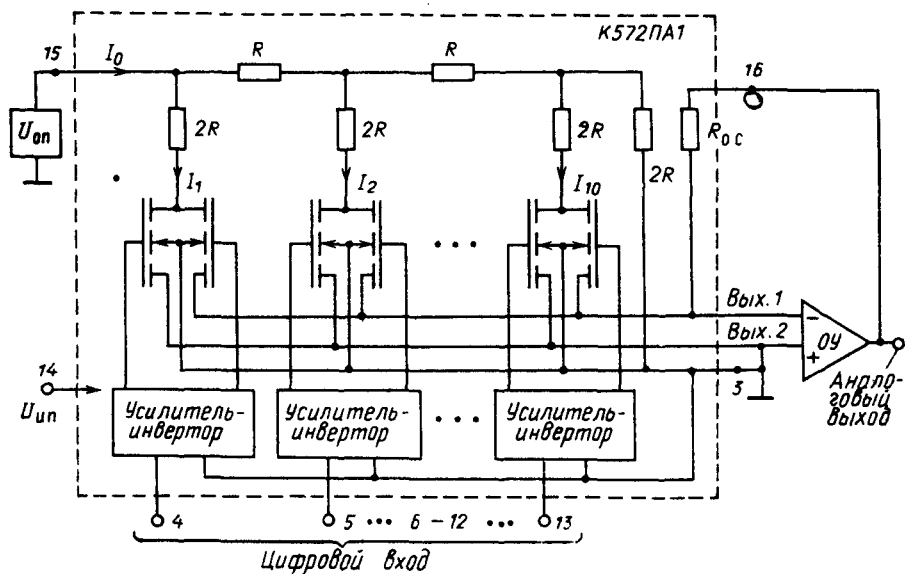 К572ПА1
15
I₀
R
R
16
Uоп
2R
2R
2R
2R
Rос
I₁
I₂
I₁₀
...
Вых. 1
Вых. 2
-
+
ОУ
3
14
Uип
Усилитель-
инвертор
Усилитель-
инвертор
...
Усилитель-
инвертор
Анало-
говый
выход
4
5 ... 6 – 12 ... 13
Цифровой вход